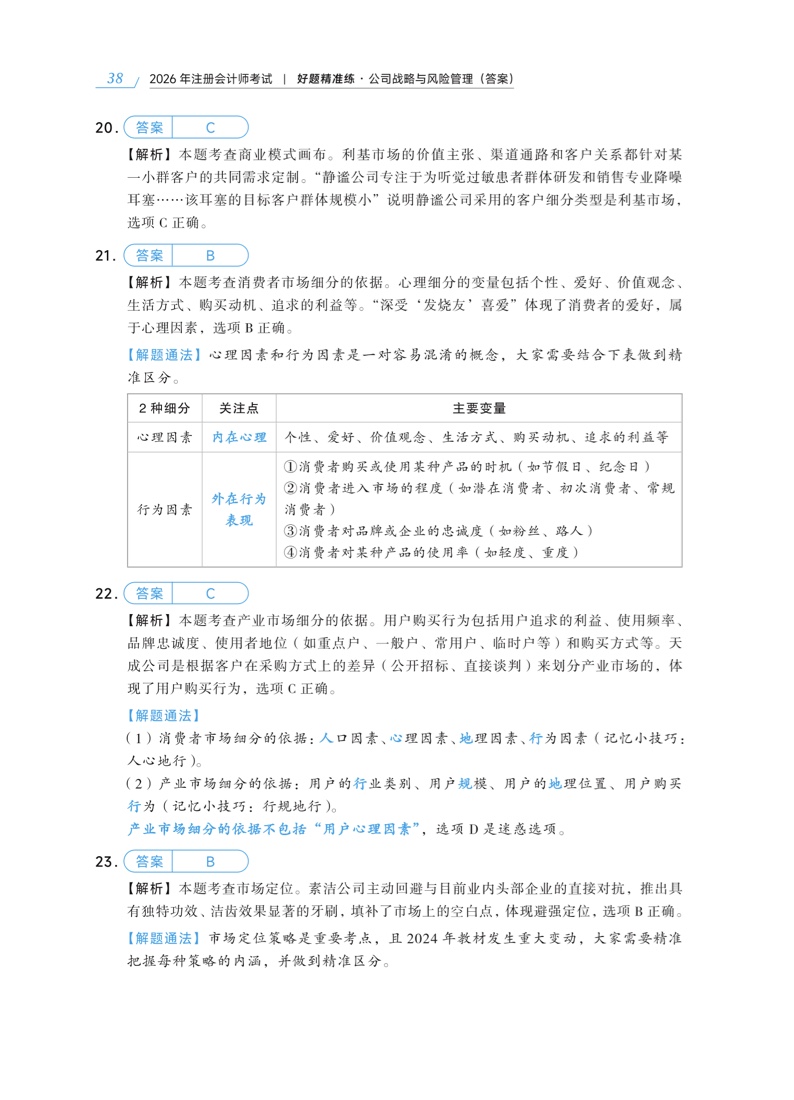 38 2026 年注册会计师考试 | 好题精准练·公司战略与风险管理（答案）
20. 答案 C
【解析】本题考查商业模式画布。利基市场的价值主张、渠道通路和客户关系都针对某
一小群客户的共同需求定制。“静谧公司专注于为听觉过敏患者群体研发和销售专业降噪
耳塞……该耳塞的目标客户群体规模小”说明静谧公司采用的客户细分类型是利基市场，
选项 C 正确。
21. 答案 B
【解析】本题考查消费者市场细分的依据。心理细分的变量包括个性、爱好、价值观念、
生活方式、购买动机、追求的利益等。“深受‘发烧友’喜爱”体现了消费者的爱好，属
于心理因素，选项 B 正确。
【解题通法】心理因素和行为因素是一对容易混淆的概念，大家需要结合下表做到精
准区分。
2 种细分 关注点 主要变量
心理因素 内在心理 个性、爱好、价值观念、生活方式、购买动机、追求的利益等
行为因素 外在行为
表现
①消费者购买或使用某种产品的时机（如节假日、纪念日）
②消费者进入市场的程度（如潜在消费者、初次消费者、常规
消费者）
③消费者对品牌或企业的忠诚度（如粉丝、路人）
④消费者对某种产品的使用率（如轻度、重度）
22. 答案 C
【解析】本题考查产业市场细分的依据。用户购买行为包括用户追求的利益、使用频率、
品牌忠诚度、使用者地位（如重点户、一般户、常用户、临时户等）和购买方式等。天
成公司是根据客户在采购方式上的差异（公开招标、直接谈判）来划分产业市场的，体
现了用户购买行为，选项 C 正确。
【解题通法】
（1）消费者市场细分的依据：人口因素、心理因素、地理因素、行为因素（记忆小技巧：
人心地行）。
（2）产业市场细分的依据：用户的行业类别、用户规模、用户的地理位置、用户购买
行为（记忆小技巧：行规地行）。
产业市场细分的依据不包括“用户心理因素”，选项 D 是迷惑选项。
23. 答案 B
【解析】本题考查市场定位。素洁公司主动回避与目前业内头部企业的直接对抗，推出具
有独特功效、洁齿效果显著的牙刷，填补了市场上的空白点，体现避强定位，选项 B 正确。
【解题通法】市场定位策略是重要考点，且 2024 年教材发生重大变动，大家需要精准
把握每种策略的内涵，并做到精准区分。